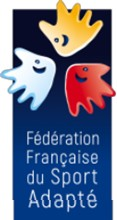 Fédération
Française
du Sport
Adapté